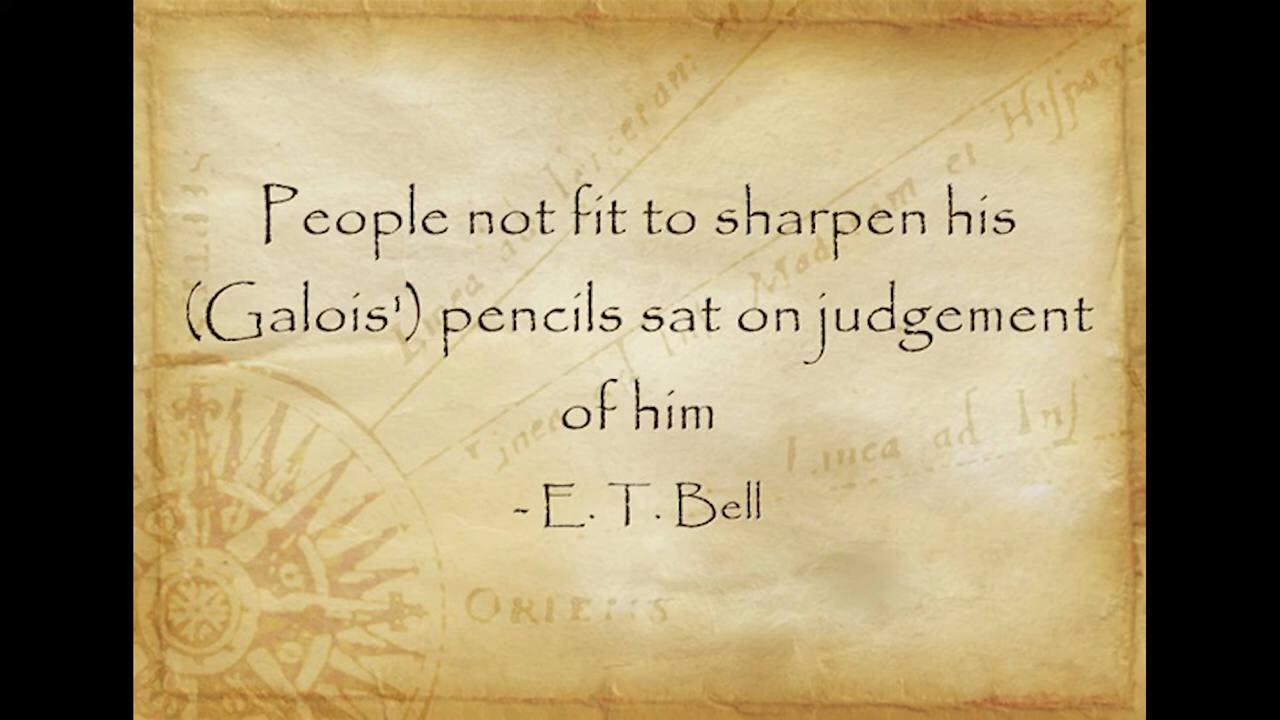 People not fit to sharpen his
(Galois') pencils sat on judgement
of him
- E. T. Bell